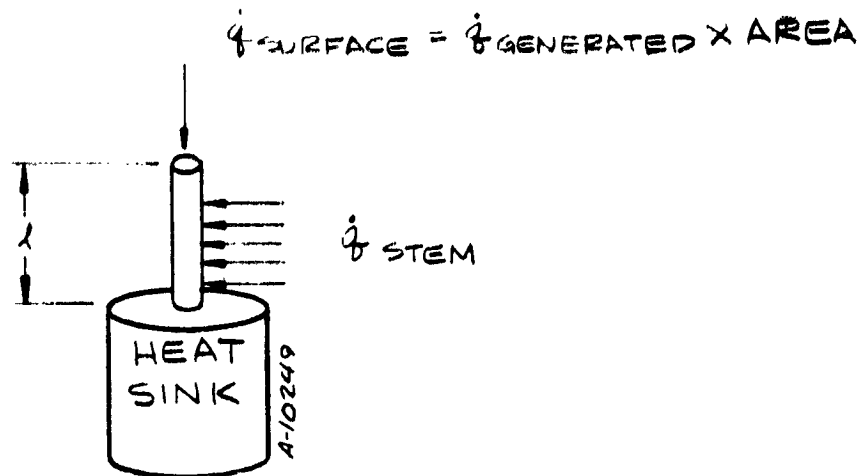 q̇ SURFACE = q̇ GENERATED X AREA
l
q̇ STEM
HEAT
SINK
A-10249